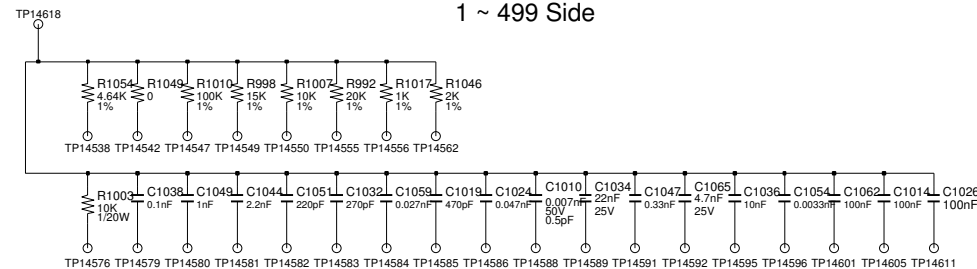 1 ~ 499 Side
TP14618
R1054 R1049 R1010 R998 R1007 R992 R1017 R1046
4.64K 0 100K 15K 10K 20K 1K 2K
1% 1% 1% 1% 1% 1% 1%
TP14538 TP14542 TP14547 TP14549 TP14550 TP14555 TP14556 TP14562
R1003 C1038 C1049 C1044 C1051 C1032 C1059 C1019 C1024 C1010 C1034 C1047 C1065 C1036 C1054 C1062 C1014 C1026
10K 0.1nF 1nF 2.2nF 220pF 270pF 0.027nF 470pF 0.047nF 0.007nF 22nF 0.33nF 4.7nF 10nF 0.0033nF 100nF 100nF 100nF
1/20W 50V 25V 25V
0.5pF
TP14576 TP14579 TP14580 TP14581 TP14582 TP14583 TP14584 TP14585 TP14586 TP14588 TP14589 TP14591 TP14592 TP14595 TP14596 TP14601 TP14605 TP14611